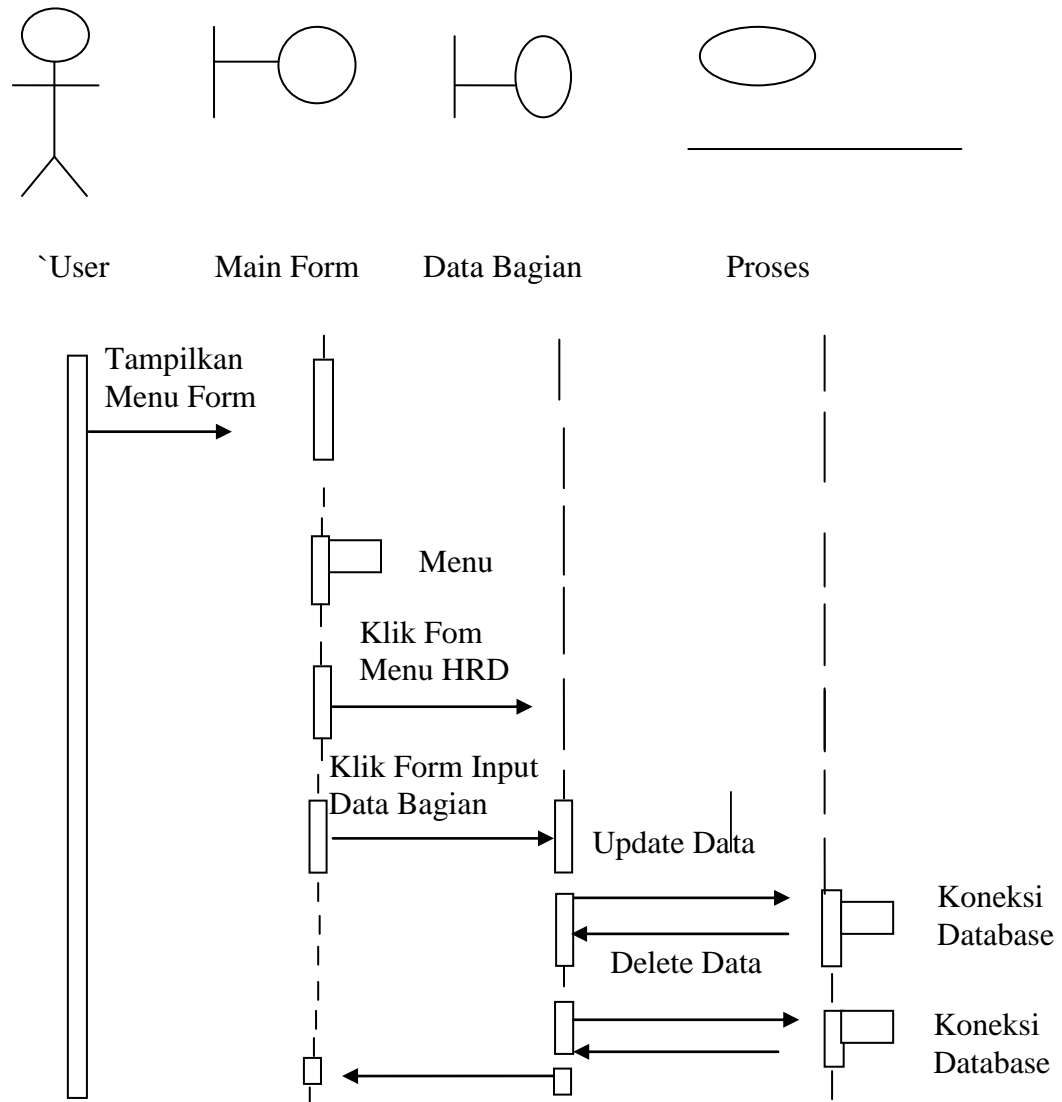 `User
Main Form
Data Bagian
Proses
Tampilkan
Menu Form
Menu
Klik Fom
Menu HRD
Klik Form Input
Data Bagian
Update Data
Koneksi
Database
Delete Data
Koneksi
Database